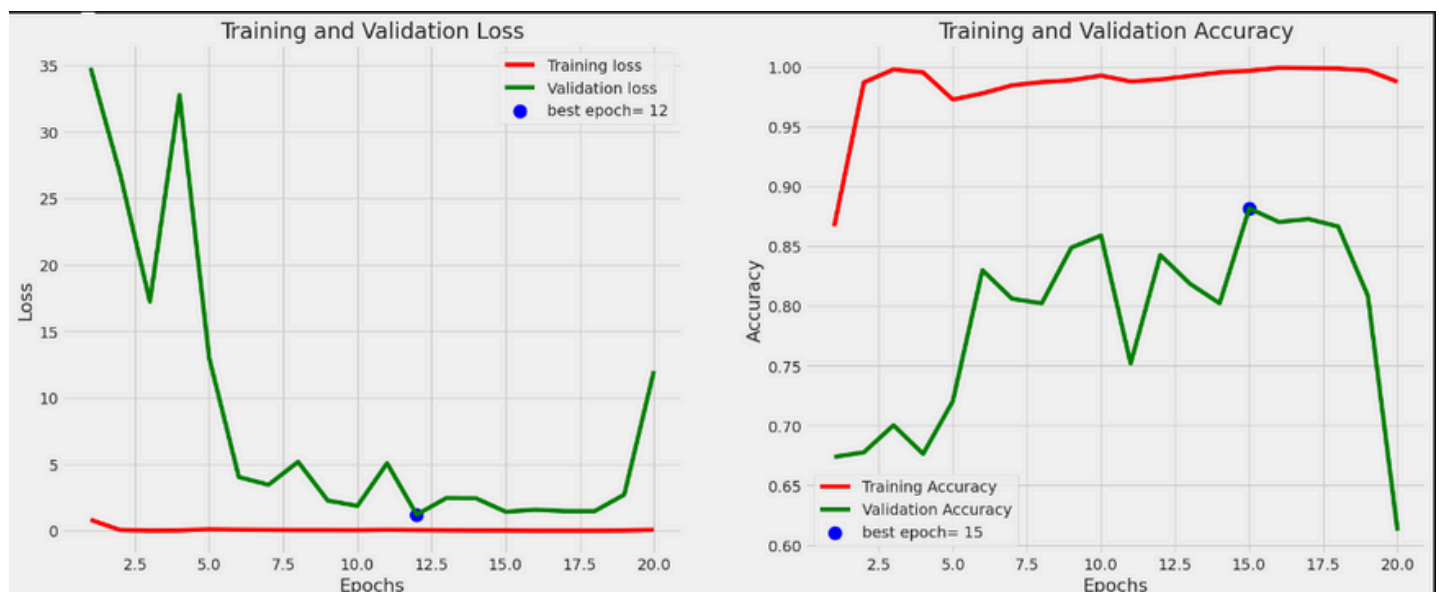 Training and Validation Loss
35
30
25
20
15
10
5
0
Loss
Training loss
Validation loss
best epoch= 12
2.5 5.0 7.5 10.0 12.5 15.0 17.5 20.0
Epochs
Training and Validation Accuracy
1.00
0.95
0.90
0.85
0.80
0.75
0.70
0.65
0.60
Accuracy
Training Accuracy
Validation Accuracy
best epoch= 15
2.5 5.0 7.5 10.0 12.5 15.0 17.5 20.0
Epochs